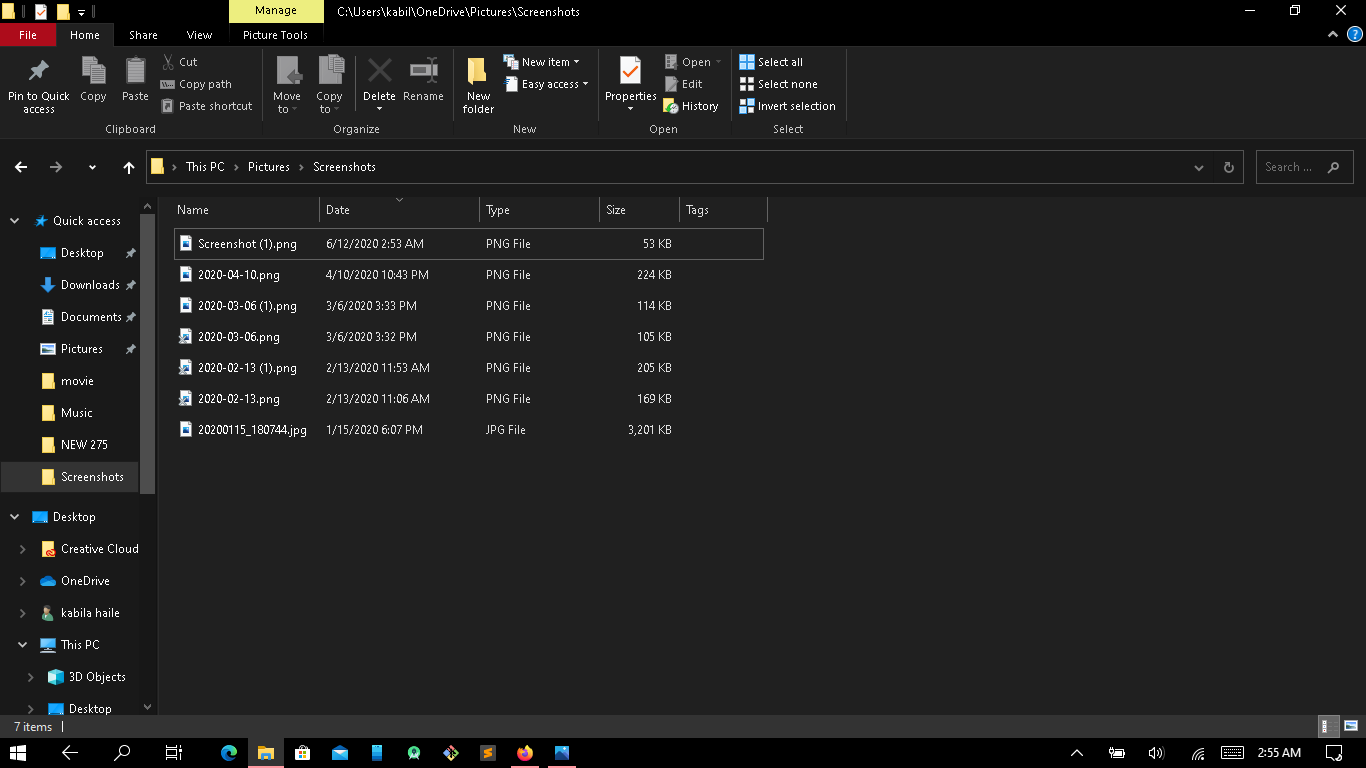 Manage C:\Users\kabil\OneDrive\Pictures\Screenshots
File Home Share View Picture Tools
Pin to Quick access
Copy
Paste
Cut
Copy path
Paste shortcut
Clipboard
Move to
Copy to
Delete
Rename
Organize
New folder
New item
Easy access
New
Properties
Open
Edit
History
Open
Select all
Select none
Invert selection
Select
This PC > Pictures > Screenshots
Search ...
Quick access
Desktop
Downloads
Documents
Pictures
movie
Music
NEW 275
Screenshots
Desktop
Creative Cloud
OneDrive
kabila haile
This PC
3D Objects
Desktop
Name Date Type Size Tags
Screenshot (1).png 6/12/2020 2:53 AM PNG File 53 KB
2020-04-10.png 4/10/2020 10:43 PM PNG File 224 KB
2020-03-06 (1).png 3/6/2020 3:33 PM PNG File 114 KB
2020-03-06.png 3/6/2020 3:32 PM PNG File 105 KB
2020-02-13 (1).png 2/13/2020 11:53 AM PNG File 205 KB
2020-02-13.png 2/13/2020 11:06 AM PNG File 169 KB
20200115_180744.jpg 1/15/2020 6:07 PM JPG File 3,201 KB
7 items
2:55 AM